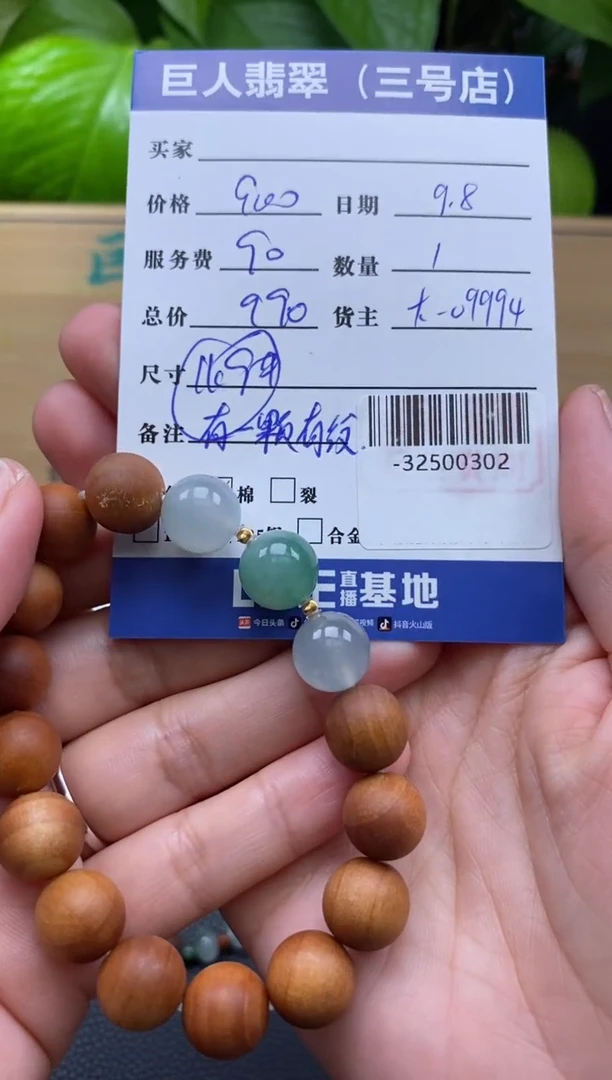 巨人翡翠（三号店）
买家
价格 900 日期 9.8
服务费 90 数量 1
总价 990 货主 -09994
尺寸
备注 有一颗有纹
-32500302
棉 裂
合金
直播基地
今日头条 抖音火山版